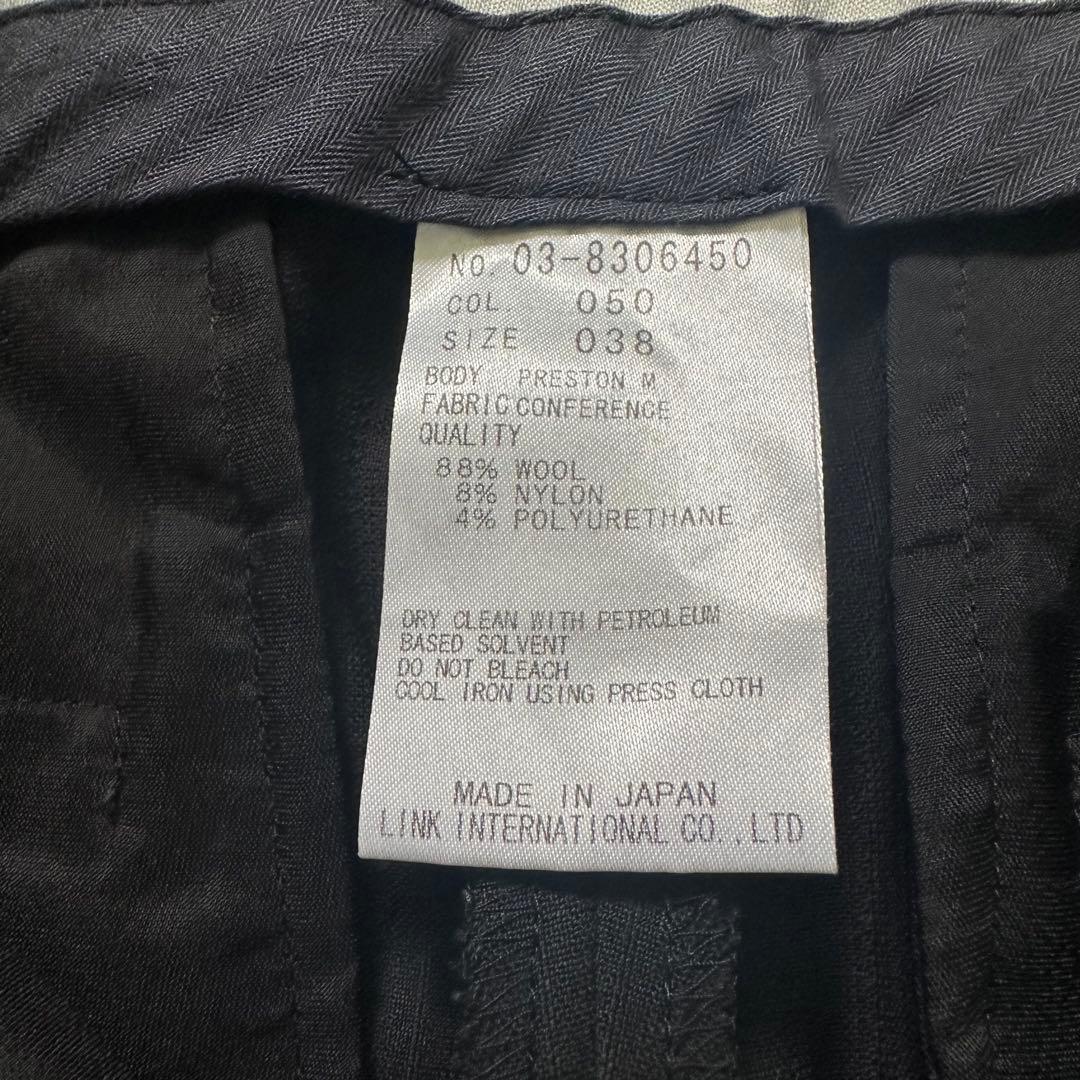 NO. 03-8306450
COL. 050
SIZE 038
BODY PRESTON M
FABRIC CONFERENCE
QUALITY
88% WOOL
8% NYLON
4% POLYURETHANE
DRY CLEAN WITH PETROLEUM
BASED SOLVENT
DO NOT BLEACH
COOL IRON USING PRESS CLOTH
MADE IN JAPAN
LINK INTERNATIONAL CO.,LTD